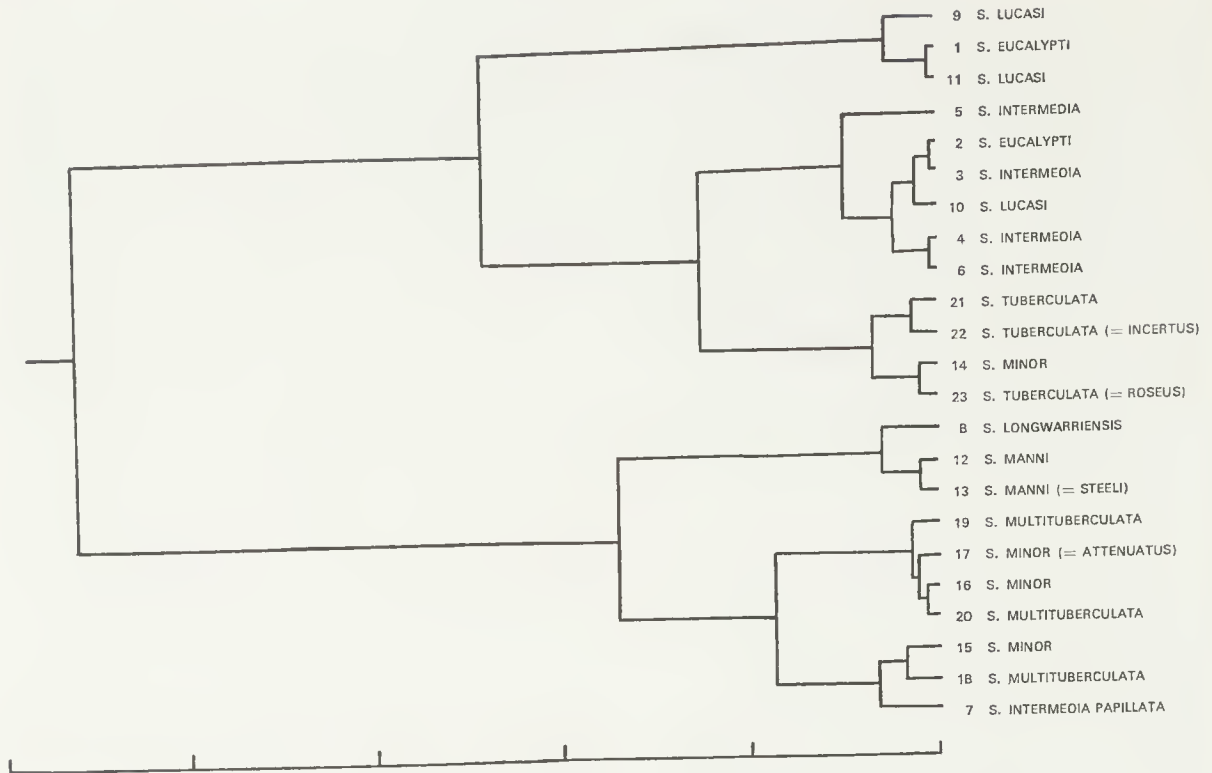 9 S. LUCASI
1 S. EUCALYPTI
11 S. LUCASI
5 S. INTERMEDIA
2 S. EUCALYPTI
3 S. INTERMEOIA
10 S. LUCASI
4 S. INTERMEOIA
6 S. INTERMEOIA
21 S. TUBERCULATA
22 S. TUBERCULATA (= INCERTUS)
14 S. MINOR
23 S. TUBERCULATA (= ROSEUS)
8 S. LONGWARRIENSIS
12 S. MANNI
13 S. MANNI (= STEELI)
19 S. MULTITUBERCULATA
17 S. MINOR (= ATTENUATUS)
16 S. MINOR
20 S. MULTITUBERCULATA
15 S. MINOR
18 S. MULTITUBERCULATA
7 S. INTERMEOIA PAPILLATA